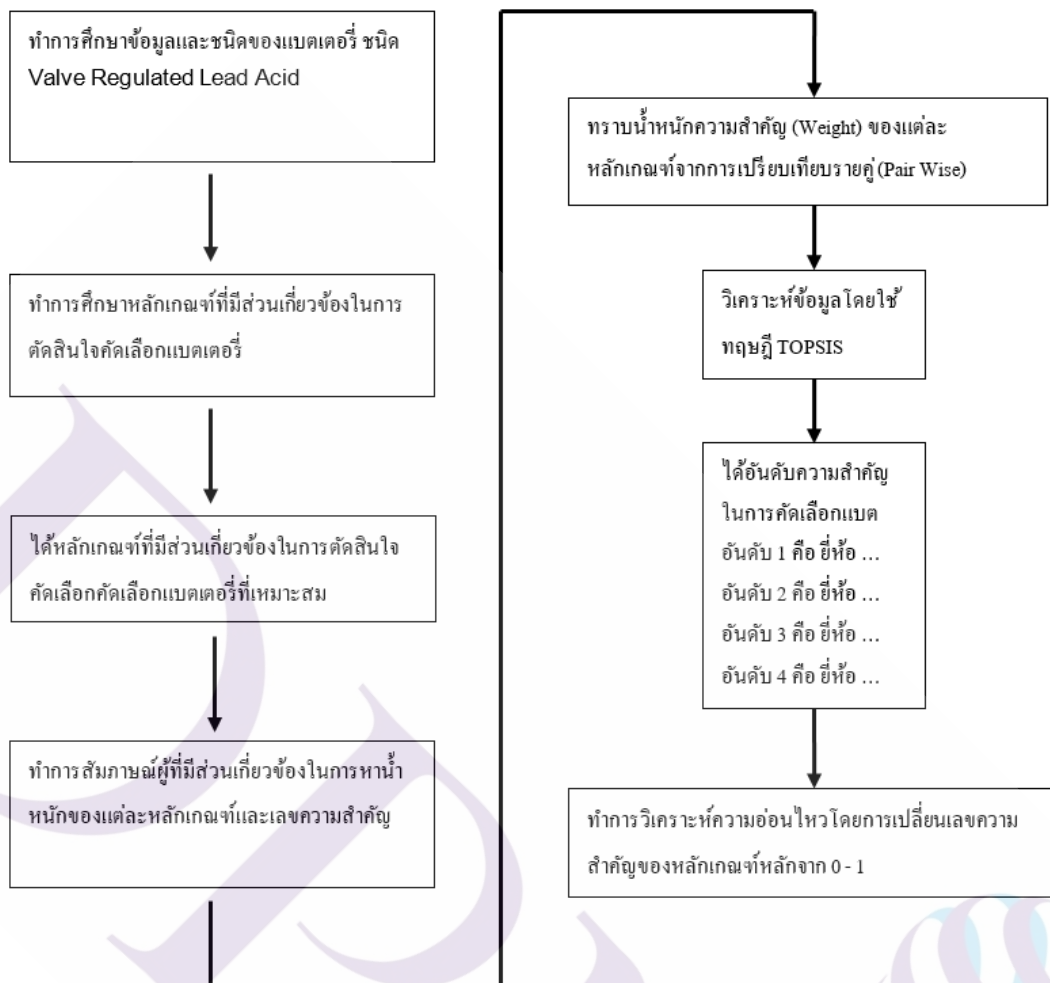 ทำการศึกษาข้อมูลและชนิดของแบตเตอรี่ ชนิด
Valve Regulated Lead Acid
ทำการศึกษาหลักเกณฑ์ที่มีส่วนเกี่ยวข้องในการ
ตัดสินใจคัดเลือกแบตเตอรี่
ได้หลักเกณฑ์ที่มีส่วนเกี่ยวข้องในการตัดสินใจ
คัดเลือกคัดเลือกแบตเตอรี่ที่เหมาะสม
ทำการสัมภาษณ์ผู้ที่มีส่วนเกี่ยวข้องในการหาน้ำ
หนักของแต่ละหลักเกณฑ์และเลขความสำคัญ
ทราบน้ำหนักความสำคัญ (Weight) ของแต่ละ
หลักเกณฑ์จากการเปรียบเทียบรายคู่ (Pair Wise)
วิเคราะห์ข้อมูลโดยใช้
ทฤษฎี TOPSIS
ได้อันดับความสำคัญ
ในการคัดเลือกแบต
อันดับ 1 คือ ยี่ห้อ ...
อันดับ 2 คือ ยี่ห้อ ...
อันดับ 3 คือ ยี่ห้อ ...
อันดับ 4 คือ ยี่ห้อ ...
ทำการวิเคราะห์ความอ่อนไหวโดยการเปลี่ยนเลขความ
สำคัญของหลักเกณฑ์หลักจาก 0 - 1